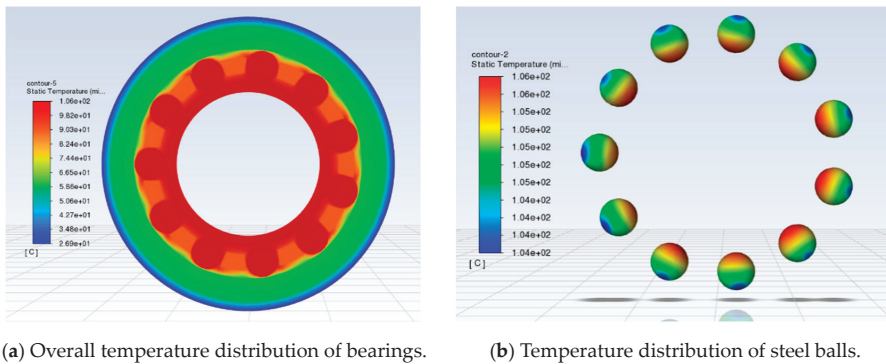 contour-5
Static Temperature (mi...
1.06e+02
9.82e+01
9.03e+01
8.24e+01
7.44e+01
6.65e+01
5.86e+01
5.06e+01
4.27e+01
3.48e+01
2.69e+01
[ C ]
contour-2
Static Temperature (mi...
1.06e+02
1.06e+02
1.05e+02
1.05e+02
1.05e+02
1.05e+02
1.05e+02
1.04e+02
1.04e+02
1.04e+02
1.04e+02
[ C ]
(a) Overall temperature distribution of bearings.
(b) Temperature distribution of steel balls.